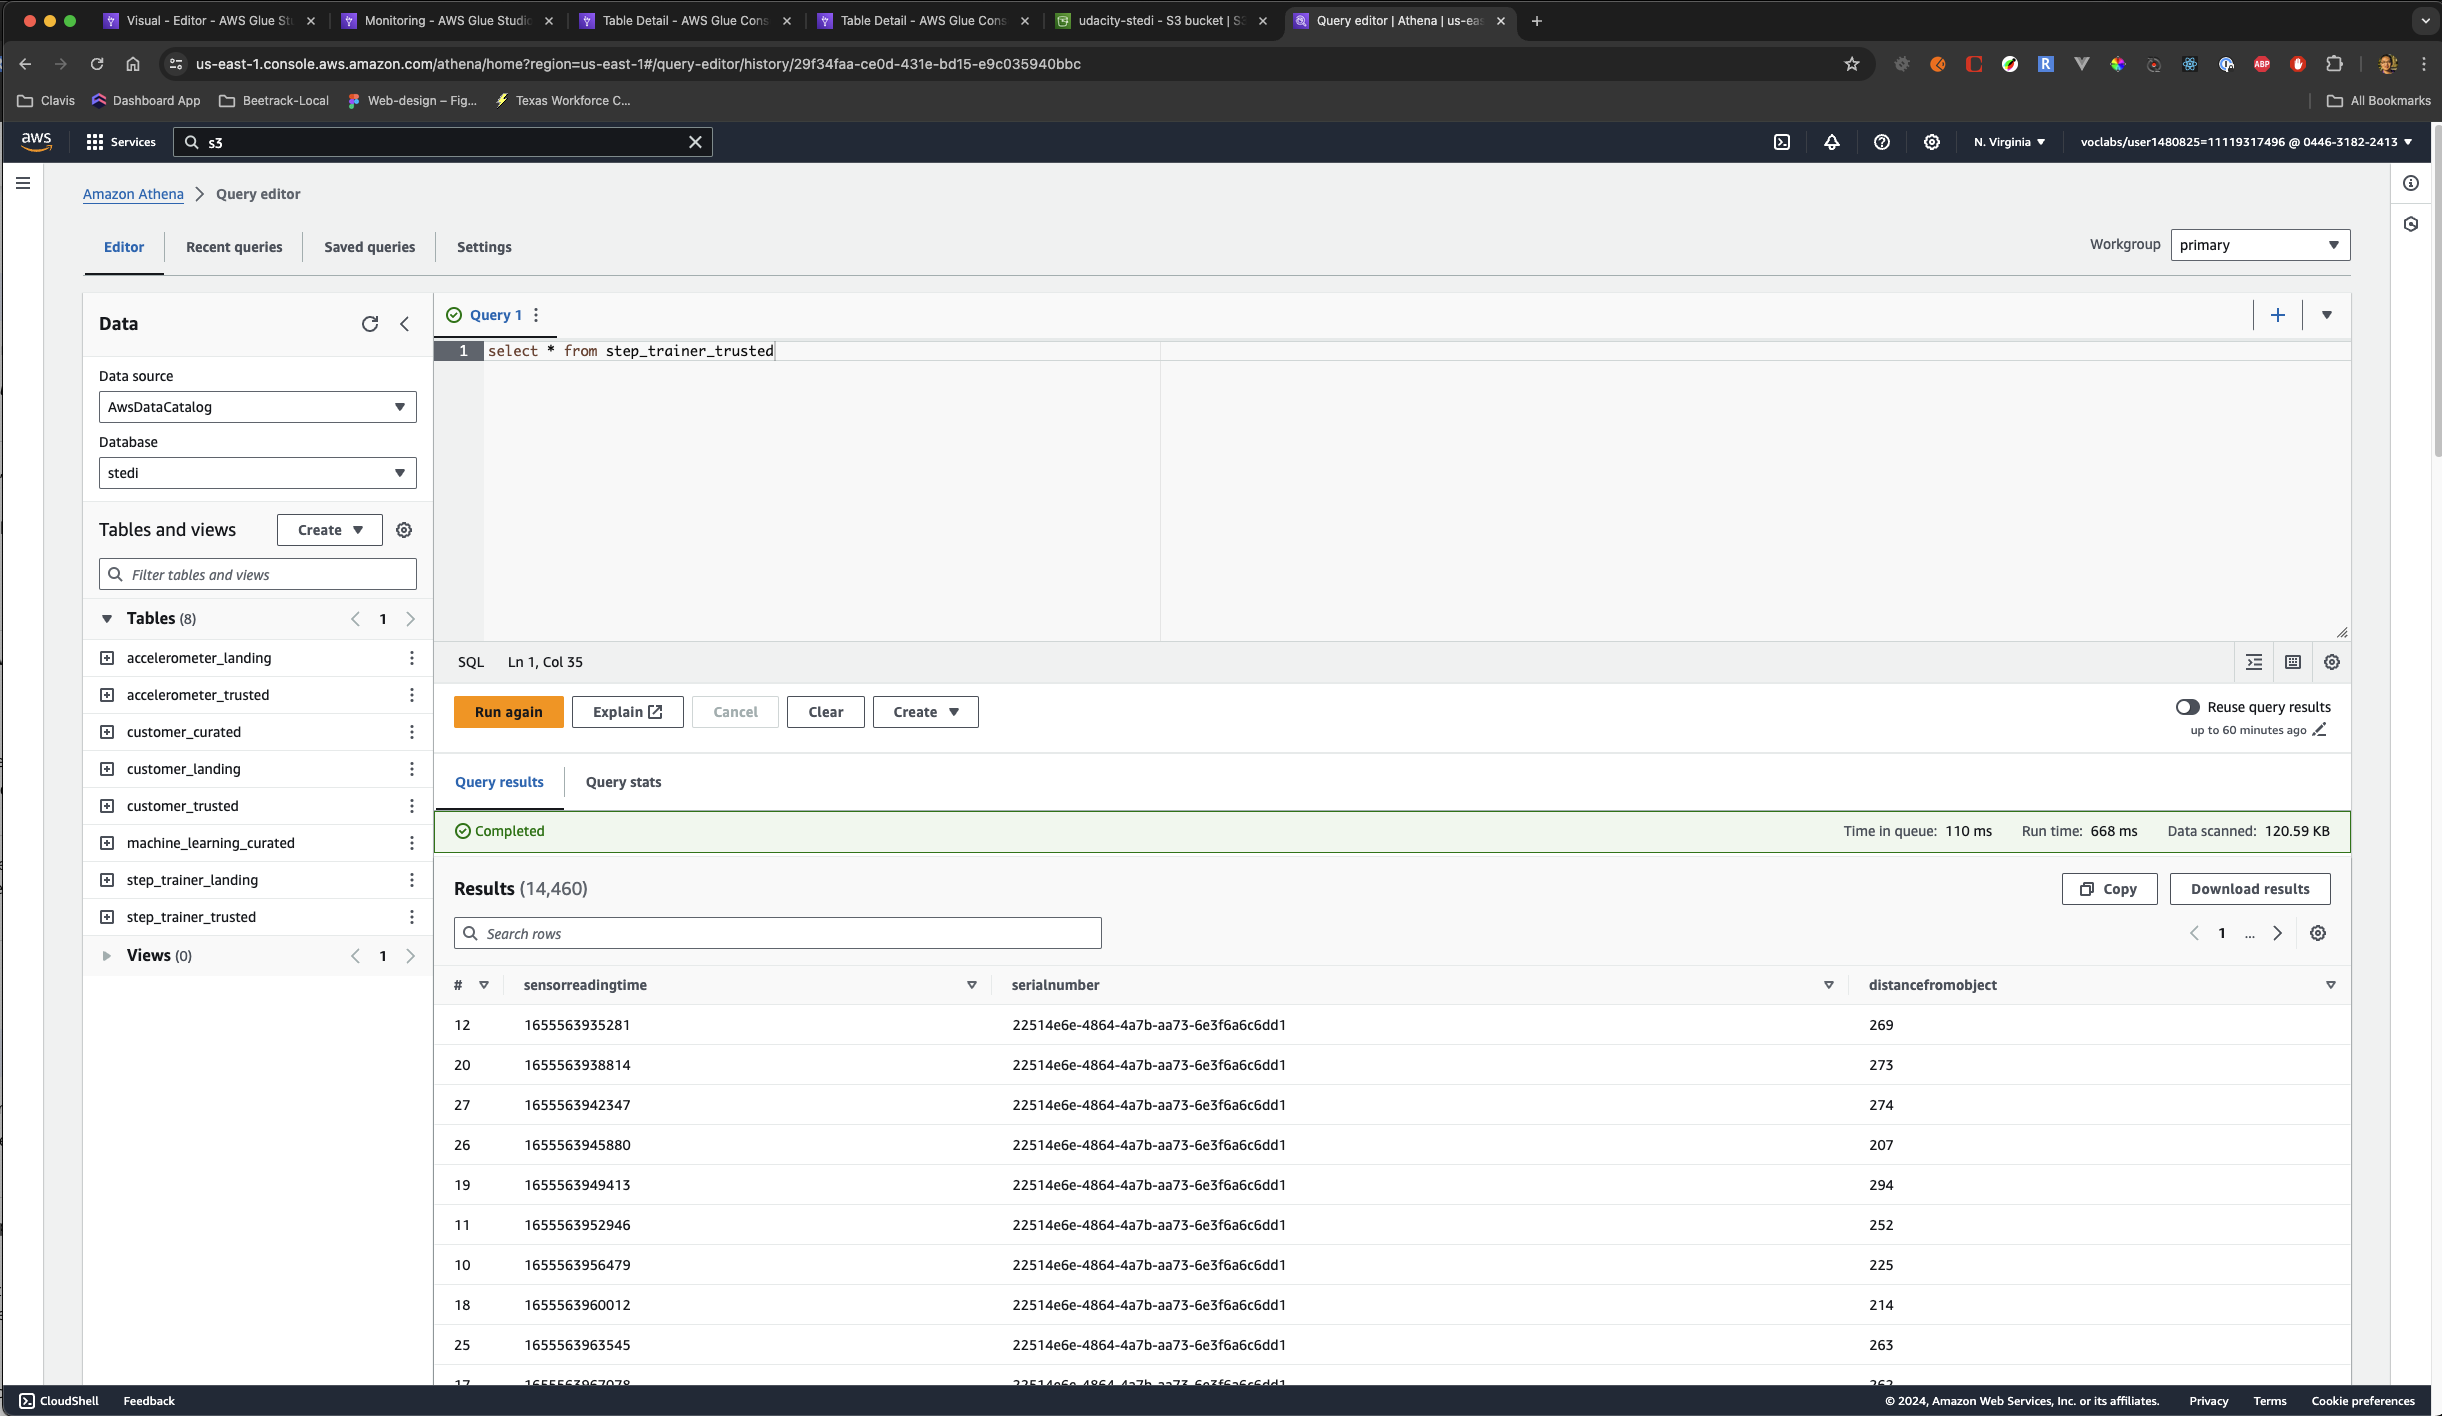 Visual - Editor - AWS Glue St
Monitoring - AWS Glue Studio
Table Detail - AWS Glue Cons
Table Detail - AWS Glue Cons
udacity-stedi - S3 bucket | S3
Query editor | Athena | us-eas
us-east-1.console.aws.amazon.com/athena/home?region=us-east-1#/query-editor/history/29f34faa-ce0d-431e-bd15-e9c035940bbc
Clavis
Dashboard App
Beetrack-Local
Web-design – Fig...
Texas Workforce C...
All Bookmarks
aws
Services
s3
N. Virginia
voclabs/user1480825=11119317496 @ 0446-3182-2413
Amazon Athena
Query editor
Editor
Recent queries
Saved queries
Settings
Workgroup
primary
Data
Data source
AwsDataCatalog
Database
stedi
Tables and views
Create
Filter tables and views
Tables (8)
1
accelerometer_landing
accelerometer_trusted
customer_curated
customer_landing
customer_trusted
machine_learning_curated
step_trainer_landing
step_trainer_trusted
Views (0)
1
Query 1
1 select * from step_trainer_trusted
SQL Ln 1, Col 35
Run again
Explain
Cancel
Clear
Create
Reuse query results
up to 60 minutes ago
Query results
Query stats
Completed
Time in queue: 110 ms
Run time: 668 ms
Data scanned: 120.59 KB
Results (14,460)
Copy
Download results
Search rows
1 ...
# sensorreadingtime serialnumber distancefromobject
12 1655563935281 22514e6e-4864-4a7b-aa73-6e3f6a6c6dd1 269
20 1655563938814 22514e6e-4864-4a7b-aa73-6e3f6a6c6dd1 273
27 1655563942347 22514e6e-4864-4a7b-aa73-6e3f6a6c6dd1 274
26 1655563945880 22514e6e-4864-4a7b-aa73-6e3f6a6c6dd1 207
19 1655563949413 22514e6e-4864-4a7b-aa73-6e3f6a6c6dd1 294
11 1655563952946 22514e6e-4864-4a7b-aa73-6e3f6a6c6dd1 252
10 1655563956479 22514e6e-4864-4a7b-aa73-6e3f6a6c6dd1 225
18 1655563960012 22514e6e-4864-4a7b-aa73-6e3f6a6c6dd1 214
25 1655563963545 22514e6e-4864-4a7b-aa73-6e3f6a6c6dd1 263
17 1655563967078 22514e6e-4864-4a7b-aa73-6e3f6a6c6dd1 262
CloudShell
Feedback
© 2024, Amazon Web Services, Inc. or its affiliates.
Privacy
Terms
Cookie preferences